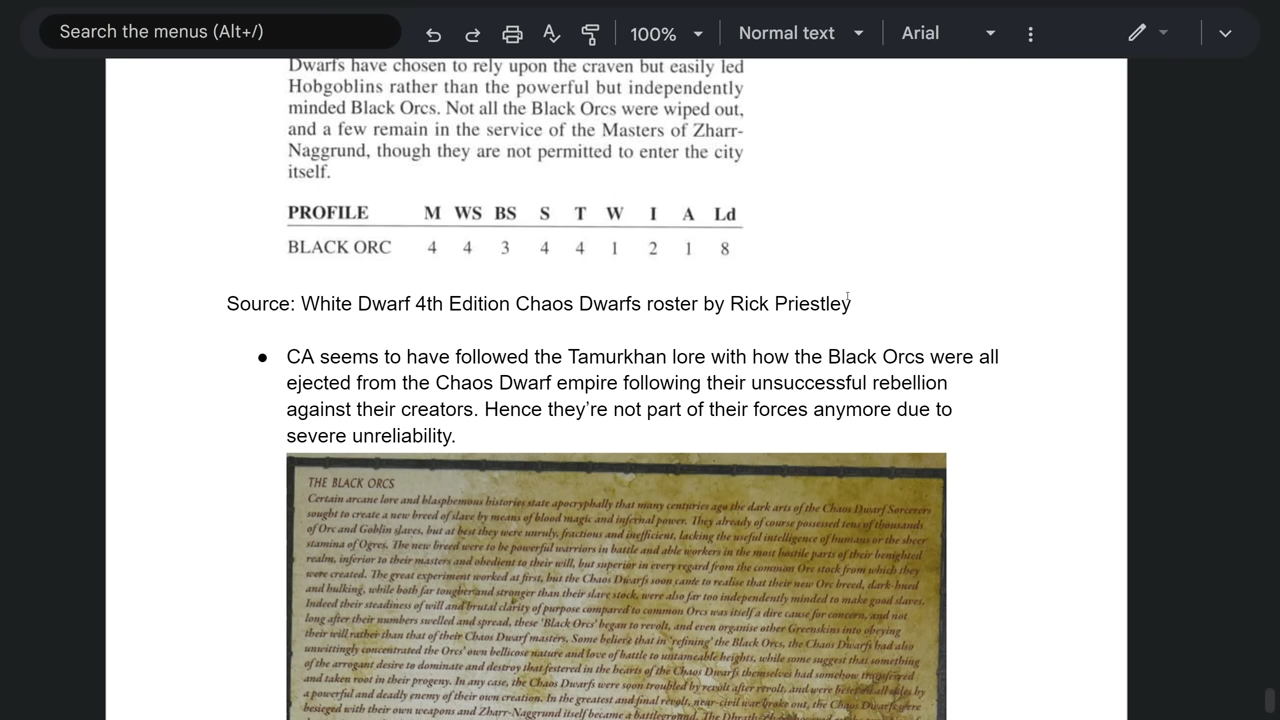 Search the menus (Alt+/)
100%
Normal text
Arial
Dwarfs have chosen to rely upon the craven but easily led
Hobgoblins rather than the powerful but independently
minded Black Orcs. Not all the Black Orcs were wiped out,
and a few remain in the service of the Masters of Zharr-
Naggrund, though they are not permitted to enter the city
itself.
PROFILE M WS BS S T W I A Ld
BLACK ORC 4 4 3 4 4 1 2 1 8
Source: White Dwarf 4th Edition Chaos Dwarfs roster by Rick Priestley
● CA seems to have followed the Tamurkhan lore with how the Black Orcs were all
ejected from the Chaos Dwarf empire following their unsuccessful rebellion
against their creators. Hence they’re not part of their forces anymore due to
severe unreliability.
THE BLACK ORCS
Certain arcane lore and blasphemous histories state apocryphally that many centuries ago the dark arts of the Chaos Dwarf Sorcerers
sought to create a new breed of slave by means of blood magic and infernal power. They already of course possessed tens of thousands
of Orc and Goblin slaves, but at best they were unruly, fractious and inefficient, lacking the useful intelligence of humans or the sheer
stamina of Ogres. The new breed were to be powerful warriors in battle and able workers in the most hostile parts of their benighted
realm, inferior to their masters and obedient to their will, but superior in every regard from the common Orc stock from which they
were created. The great experiment worked at first, but the Chaos Dwarfs soon came to realise that their new Orc breed, dark-hued
and hulking, while both far tougher and stronger than their slave stock, were also far too independently minded to make good slaves.
Indeed their steadiness of will and brutal clarity of purpose compared to common Orcs was itself a dire cause for concern, and not
long after their numbers swelled and spread, these 'Black Orcs' began to revolt, and even organise other Greenskins into obeying
their will rather than that of their Chaos Dwarf masters. Some believe that in 'refining' the Black Orcs, the Chaos Dwarfs had also
unwittingly concentrated the Orcs' own bellicose nature and love of battle to untameable heights, while some suggest that something
of the arrogant desire to dominate and destroy that festered in the hearts of the Chaos Dwarfs themselves had somehow transferred
and taken root in their progeny. In any case, the Chaos Dwarfs were soon troubled by revolt after revolt, and were beset on all sides by
a powerful and deadly enemy of their own creation. In the greatest and final revolt, near-civil war broke out, the Chaos Dwarfs were
besieged with their own weapons and Zharr-Naggrund itself became a battleground. The